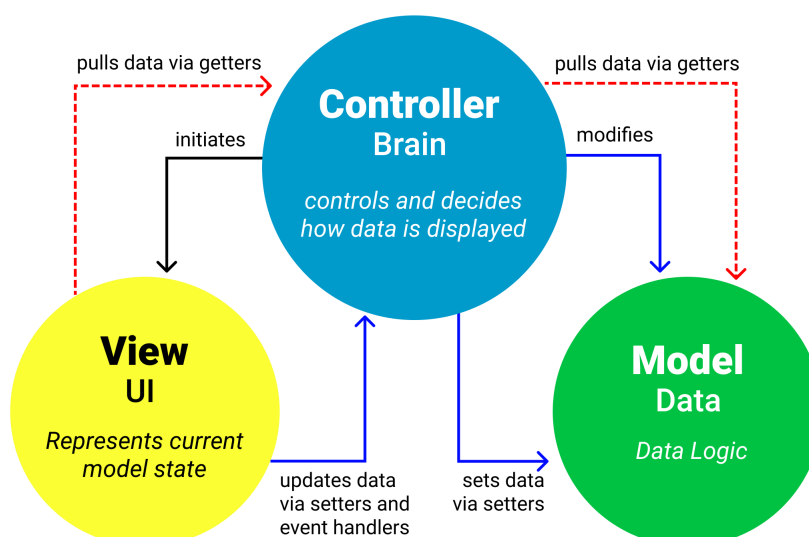 pulls data via getters
pulls data via getters
Controller
Brain
initiates
modifies
controls and decides
how data is displayed
View
UI
Represents current
model state
Model
Data
Data Logic
updates data
via setters and
event handlers
sets data
via setters